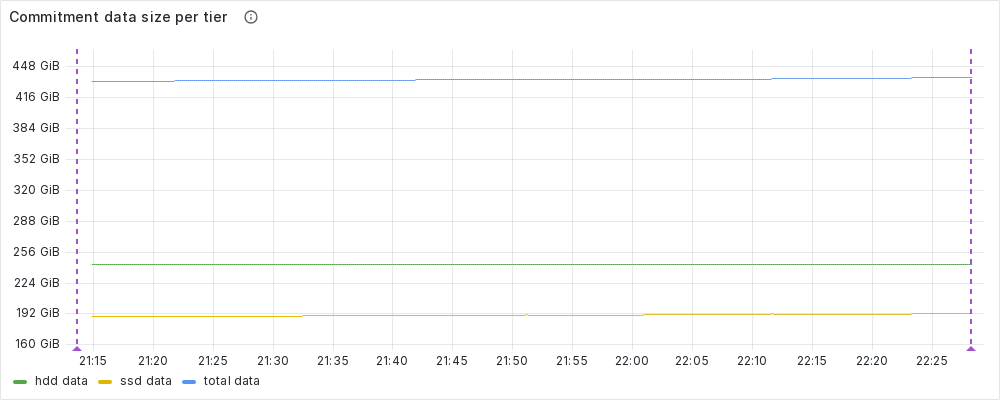 Commitment data size per tier
448 GiB
416 GiB
384 GiB
352 GiB
320 GiB
288 GiB
256 GiB
224 GiB
192 GiB
160 GiB
21:15 21:20 21:25 21:30 21:35 21:40 21:45 21:50 21:55 22:00 22:05 22:10 22:15 22:20 22:25
hdd data ssd data total data